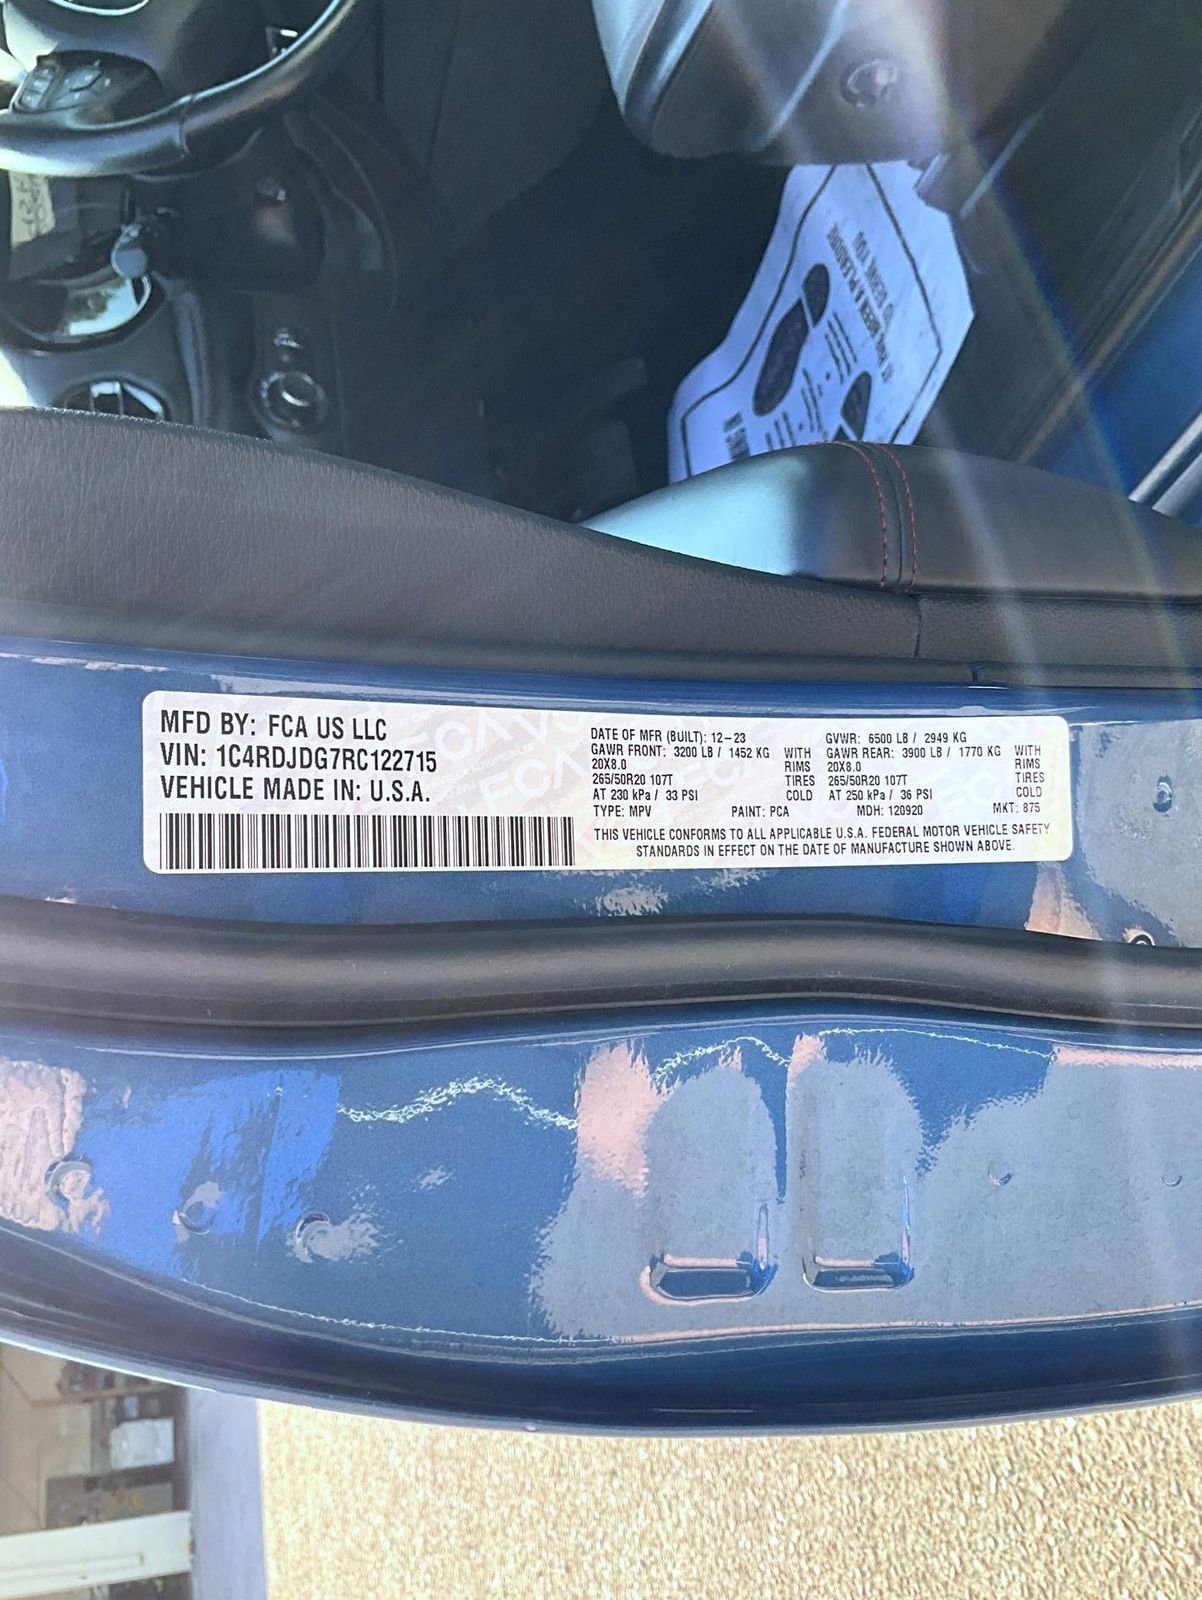 MFD BY: FCA US LLC
VIN: 1C4RDJDG7RC122715
VEHICLE MADE IN: U.S.A.
DATE OF MFR (BUILT): 12-23
GVWR: 6500 LB / 2949 KG
GAWR FRONT: 3200 LB / 1452 KG WITH
20X8.0 RIMS
265/50R20 107T TIRES
AT 230 kPa / 33 PSI COLD
GAWR REAR: 3900 LB / 1770 KG WITH
20X8.0 RIMS
265/50R20 107T TIRES
AT 250 kPa / 36 PSI COLD
TYPE: MPV PAINT: PCA MDH: 120920 MKT: 875
THIS VEHICLE CONFORMS TO ALL APPLICABLE U.S.A. FEDERAL MOTOR VEHICLE SAFETY
STANDARDS IN EFFECT ON THE DATE OF MANUFACTURE SHOWN ABOVE.